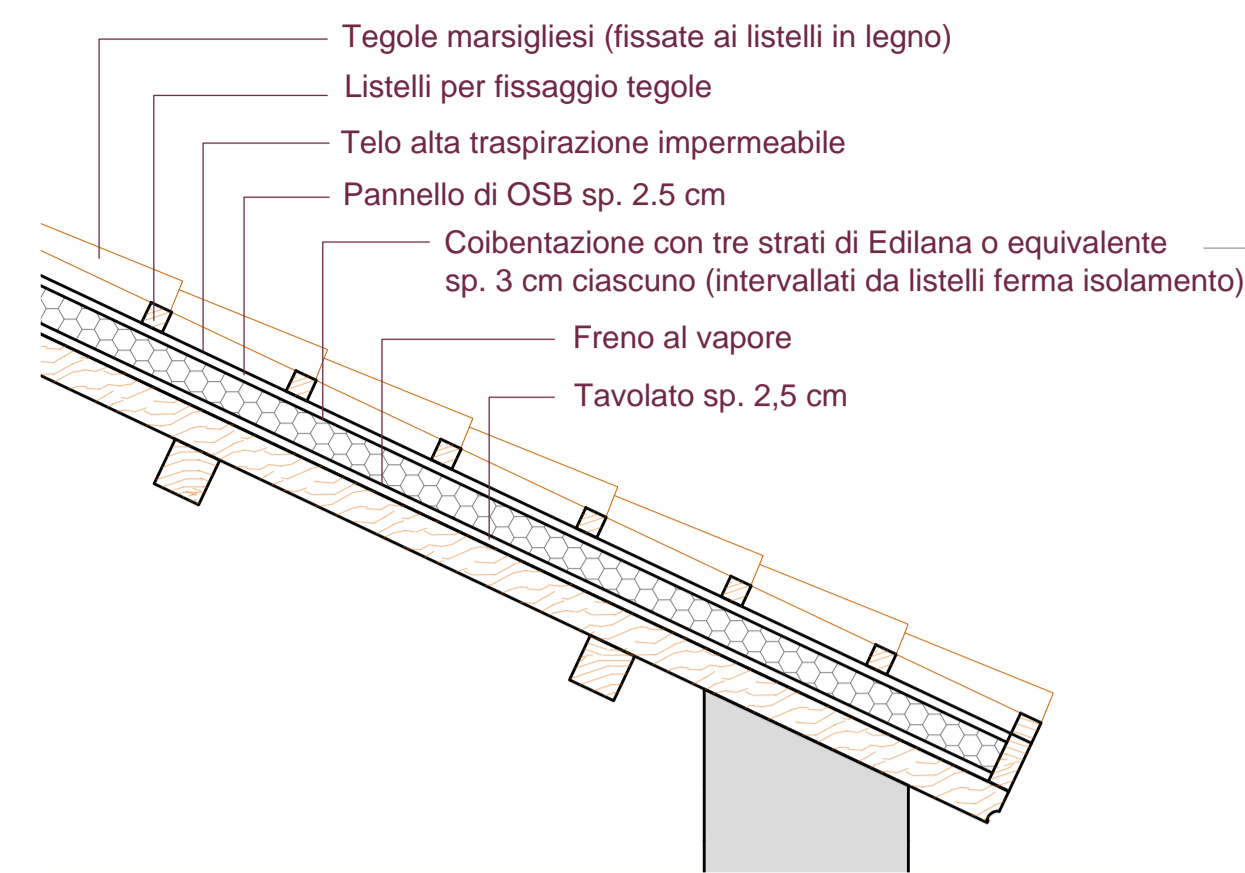 Tegole marsigliesi (fissate ai listelli in legno)
Listelli per fissaggio tegole
Telo alta traspirazione impermeabile
Pannello di OSB sp. 2.5 cm
Coibentazione con tre strati di Edilana o equivalente
sp. 3 cm ciascuno (intervallati da listelli ferma isolamento)
Freno al vapore
Tavolato sp. 2,5 cm